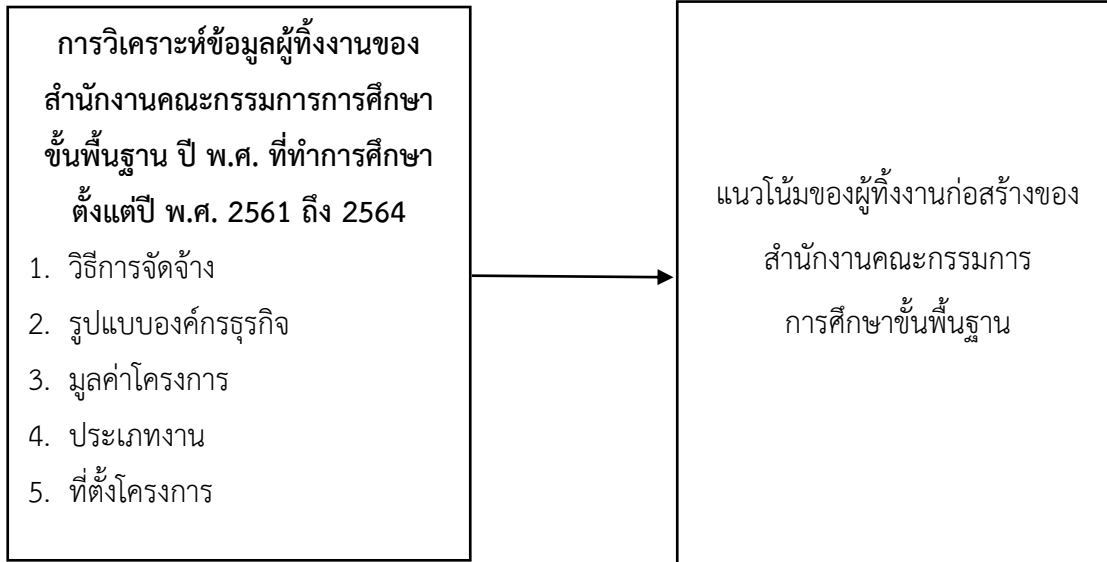 การวิเคราะห์ข้อมูลผู้ทิ้งงานของ
สำนักงานคณะกรรมการการศึกษา
ขั้นพื้นฐาน ปี พ.ศ. ที่ทำการศึกษา
ตั้งแต่ปี พ.ศ. 2561 ถึง 2564
1. วิธีการจัดจ้าง
2. รูปแบบองค์กรธุรกิจ
3. มูลค่าโครงการ
4. ประเภทงาน
5. ที่ตั้งโครงการ
แนวโน้มของผู้ทิ้งงานก่อสร้างของ
สำนักงานคณะกรรมการ
การศึกษาขั้นพื้นฐาน